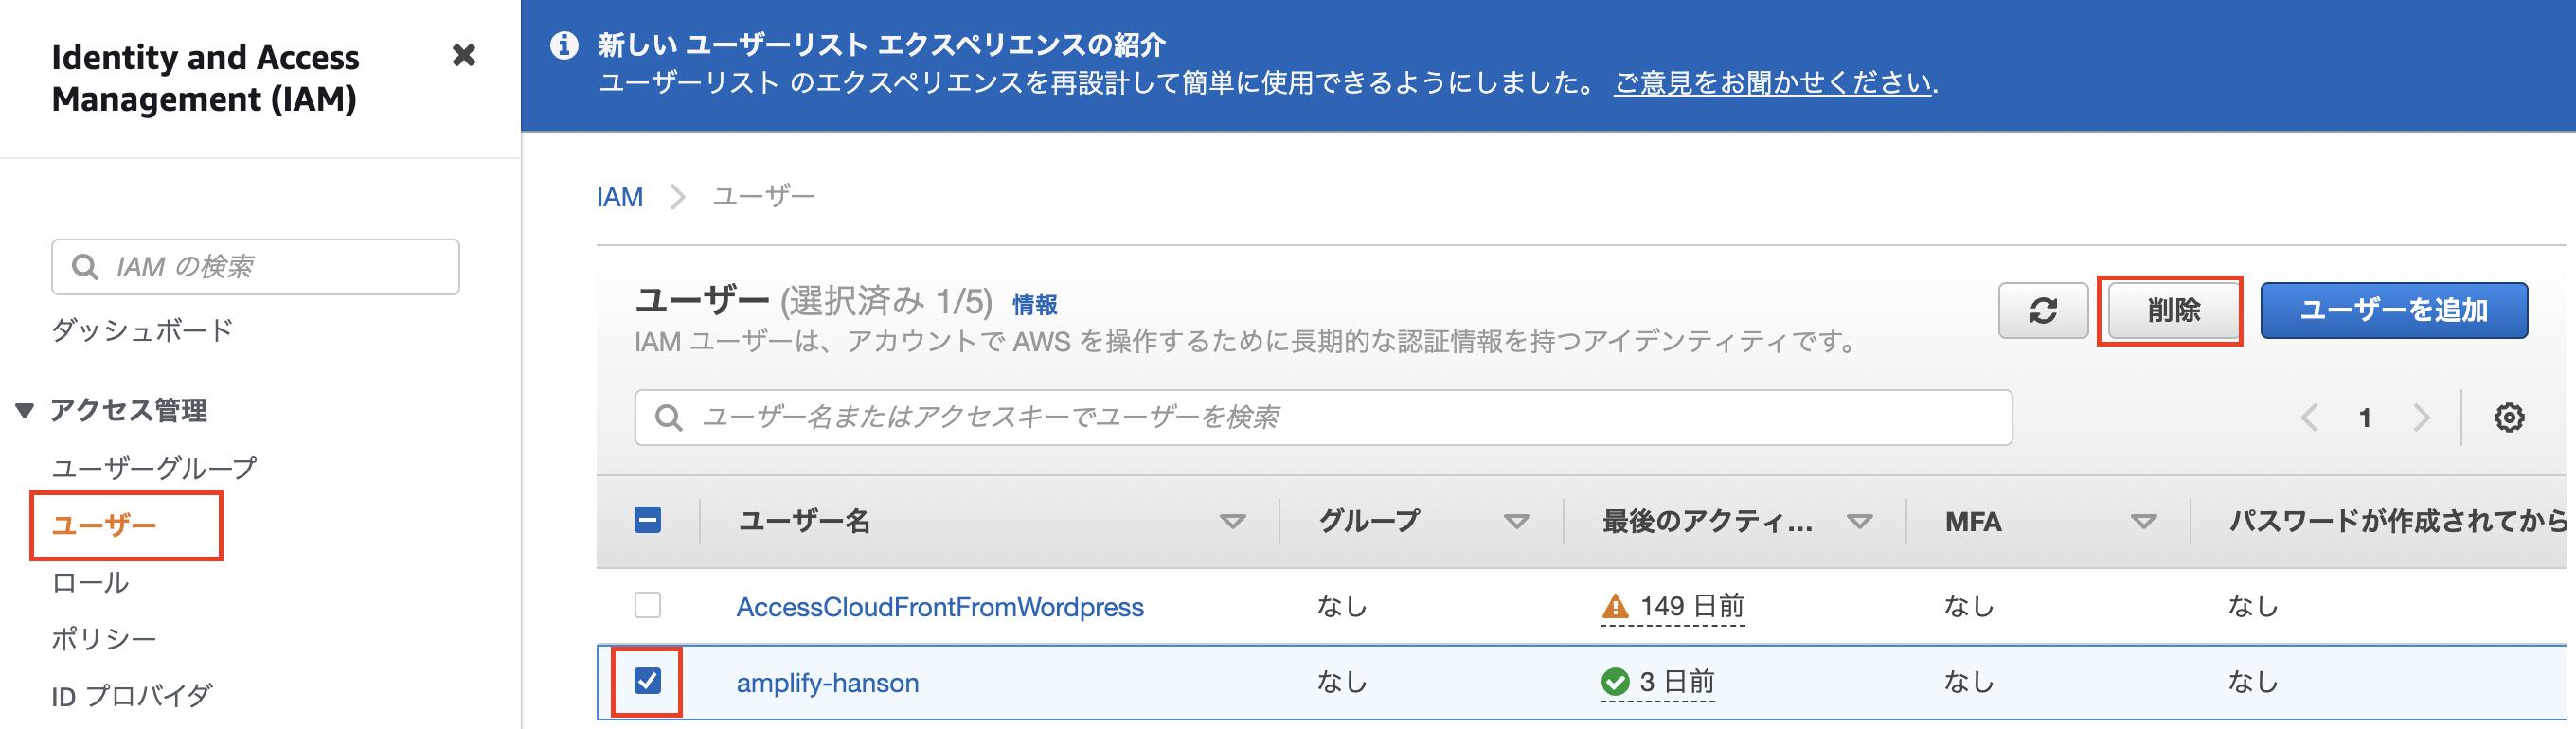 Identity and Access
Management (IAM)
IAM の検索
ダッシュボード
アクセス管理
ユーザーグループ
ユーザー
ロール
ポリシー
ID プロバイダ
新しい ユーザーリスト エクスペリエンスの紹介
ユーザーリスト のエクスペリエンスを再設計して簡単に使用できるようにしました。 ご意見をお聞かせください.
IAM ユーザー
ユーザー (選択済み 1/5) 情報
削除 ユーザーを追加
IAM ユーザーは、アカウントで AWS を操作するために長期的な認証情報を持つアイデンティティです。
ユーザー名またはアクセスキーでユーザーを検索
1
ユーザー名 グループ 最後のアクティ... MFA パスワードが作成されてから
AccessCloudFrontFromWordpress なし 149 日前 なし なし
amplify-hanson なし 3 日前 なし なし